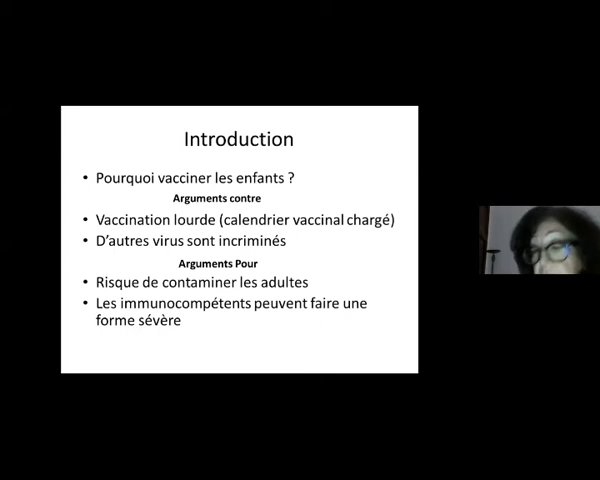 Introduction
• Pourquoi vacciner les enfants ?
Arguments contre
• Vaccination lourde (calendrier vaccinal chargé)
• D'autres virus sont incriminés
Arguments Pour
• Risque de contaminer les adultes
• Les immunocompétents peuvent faire une
forme sévère